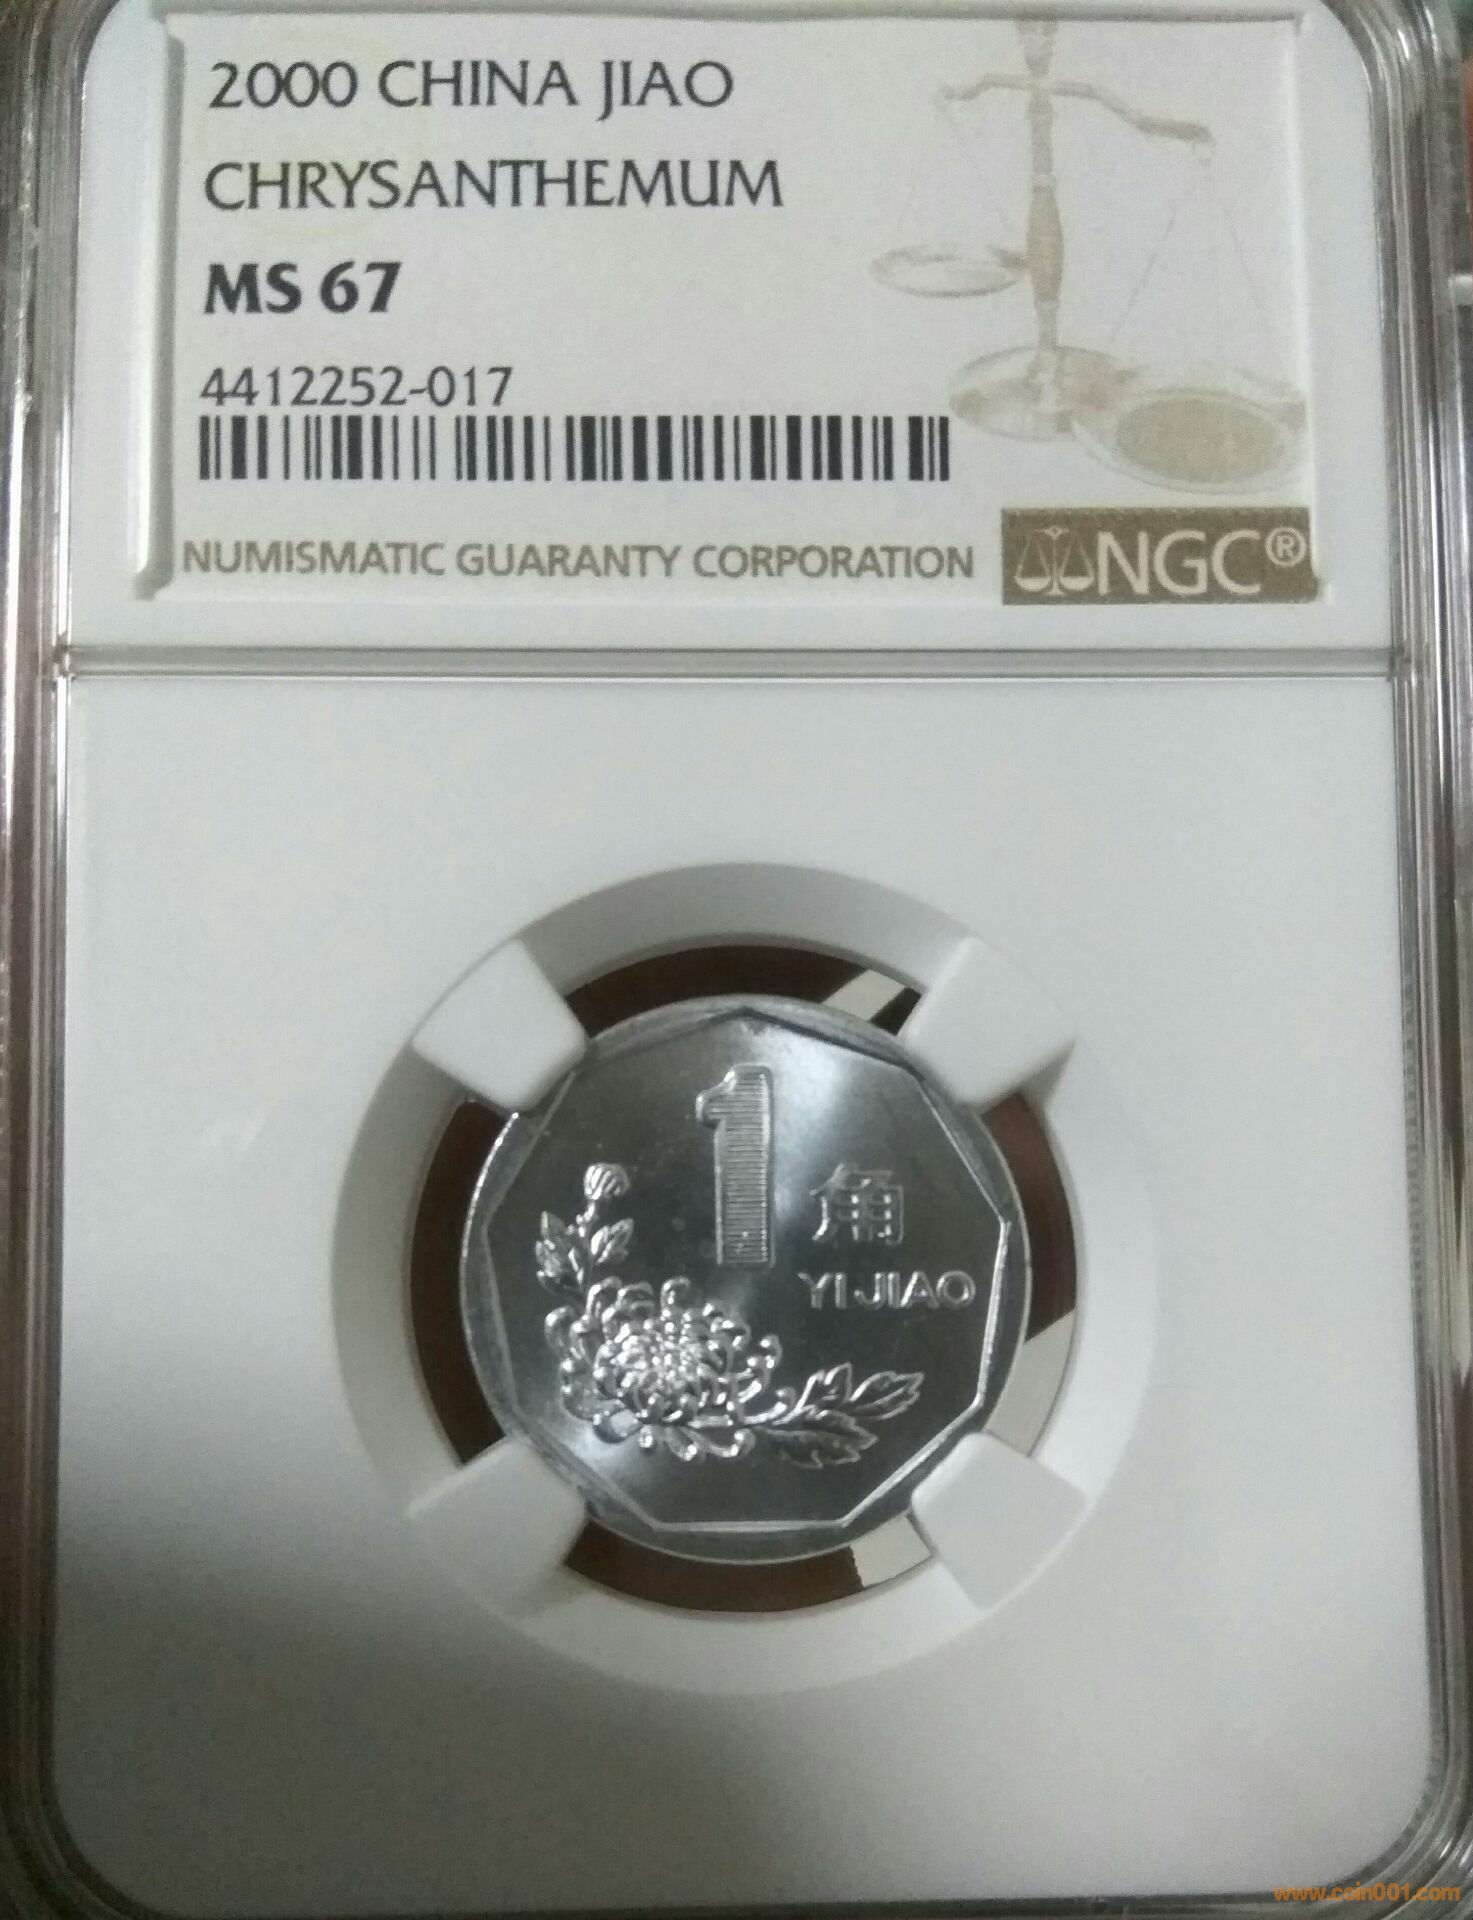 2000 CHINA JIAO
CHRYSANTHEMUM
MS 67
4412252-017
NUMISMATIC GUARANTY CORPORATION
NGC®
1 角
YI JIAO
www.coin001.com